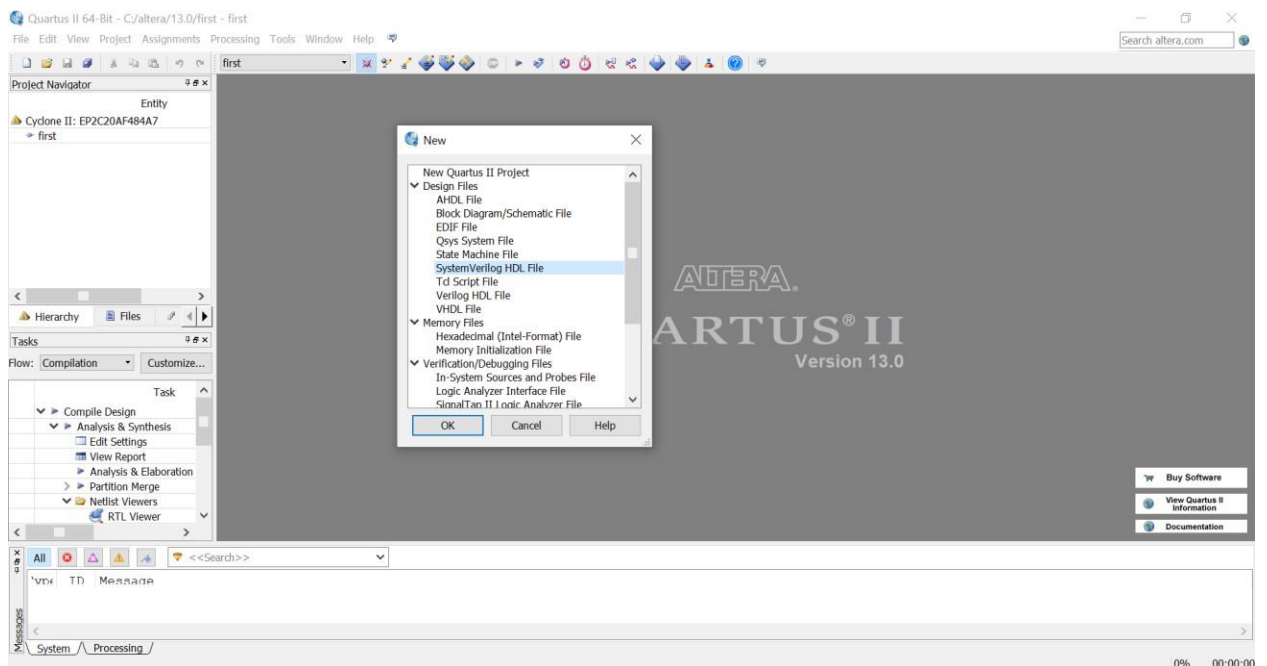 Quartus II 64-Bit - C:/altera/13.0/first - first
File Edit View Project Assignments Processing Tools Window Help
Search altera.com
first
Project Navigator
Entity
Cyclone II: EP2C20AF484A7
first
Hierarchy Files
Tasks
Flow: Compilation Customize...
Task
Compile Design
Analysis & Synthesis
Edit Settings
View Report
Analysis & Elaboration
Partition Merge
Netlist Viewers
RTL Viewer
New
New Quartus II Project
Design Files
AHDL File
Block Diagram/Schematic File
EDIF File
Qsys System File
State Machine File
SystemVerilog HDL File
Tcl Script File
Verilog HDL File
VHDL File
Memory Files
Hexadecimal (Intel-Format) File
Memory Initialization File
Verification/Debugging Files
In-System Sources and Probes File
Logic Analyzer Interface File
SignalTap II Logic Analyzer File
OK Cancel Help
ALTERA.
ARTUS® II
Version 13.0
Buy Software
View Quartus II
Information
Documentation
All <<Search>>
ID Message
Messages
System Processing
0% 00:00:00